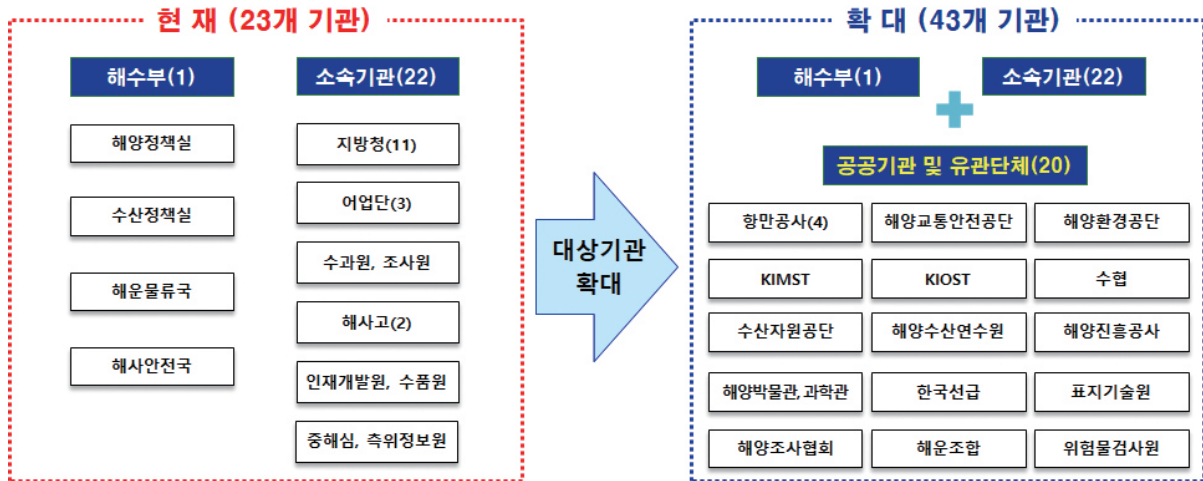 현 재 (23개 기관)
해수부(1)
소속기관(22)
해양정책실
수산정책실
해운물류국
해사안전국
지방청(11)
어업단(3)
수과원, 조사원
해사고(2)
인재개발원, 수품원
중해심, 측위정보원
대상기관
확대
확 대 (43개 기관)
해수부(1)
소속기관(22)
공공기관 및 유관단체(20)
항만공사(4)
해양교통안전공단
해양환경공단
KIMST
KIOST
수협
수산자원공단
해양수산연수원
해양진흥공사
해양박물관, 과학관
한국선급
표지기술원
해양조사협회
해운조합
위험물검사원